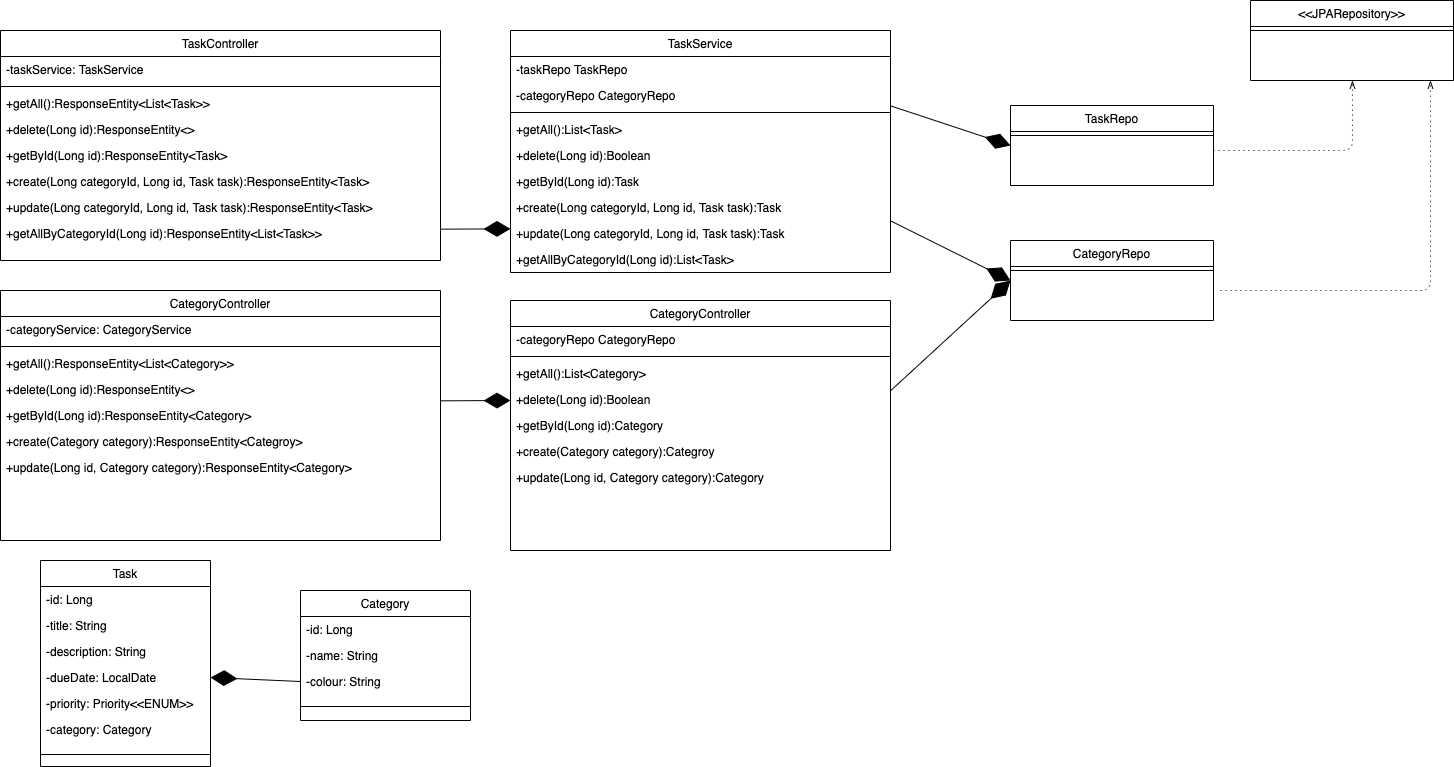 <<JPARepository>>
TaskController
-taskService: TaskService
+getAll():ResponseEntity<List<Task>>
+delete(Long id):ResponseEntity<>
+getById(Long id):ResponseEntity<Task>
+create(Long categoryId, Long id, Task task):ResponseEntity<Task>
+update(Long categoryId, Long id, Task task):ResponseEntity<Task>
+getAllByCategoryId(Long id):ResponseEntity<List<Task>>
TaskService
-taskRepo TaskRepo
-categoryRepo CategoryRepo
+getAll():List<Task>
+delete(Long id):Boolean
+getById(Long id):Task
+create(Long categoryId, Long id, Task task):Task
+update(Long categoryId, Long id, Task task):Task
+getAllByCategoryId(Long id):List<Task>
TaskRepo
CategoryRepo
CategoryController
-categoryService: CategoryService
+getAll():ResponseEntity<List<Category>>
+delete(Long id):ResponseEntity<>
+getById(Long id):ResponseEntity<Category>
+create(Category category):ResponseEntity<Categroy>
+update(Long id, Category category):ResponseEntity<Category>
CategoryController
-categoryRepo CategoryRepo
+getAll():List<Category>
+delete(Long id):Boolean
+getById(Long id):Category
+create(Category category):Categroy
+update(Long id, Category category):Category
Task
-id: Long
-title: String
-description: String
-dueDate: LocalDate
-priority: Priority<<ENUM>>
-category: Category
Category
-id: Long
-name: String
-colour: String